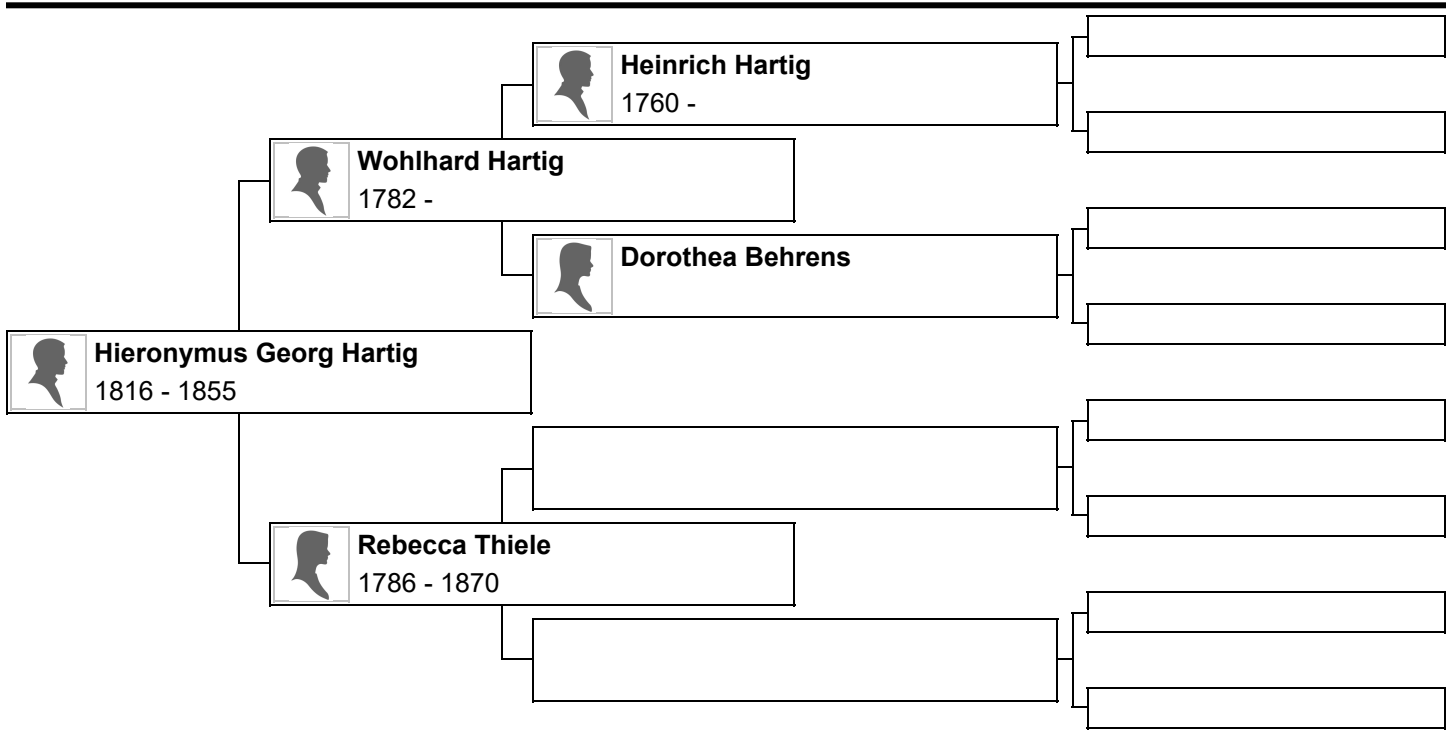 Heinrich Hartig
1760 -
Wohlhard Hartig
1782 -
Dorothea Behrens
Hieronymus Georg Hartig
1816 - 1855
Rebecca Thiele
1786 - 1870